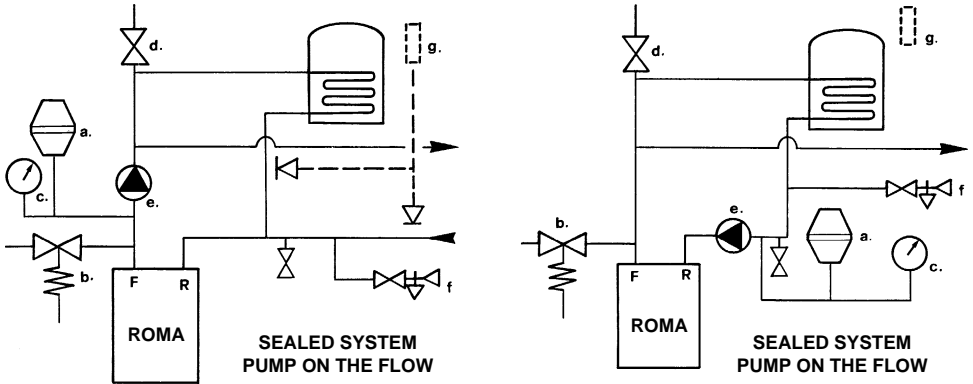 d.
g.
a.
c.
e.
b.
F R
f
ROMA
SEALED SYSTEM
PUMP ON THE FLOW
d.
g.
f
b.
e.
a.
c.
F R
ROMA
SEALED SYSTEM
PUMP ON THE FLOW